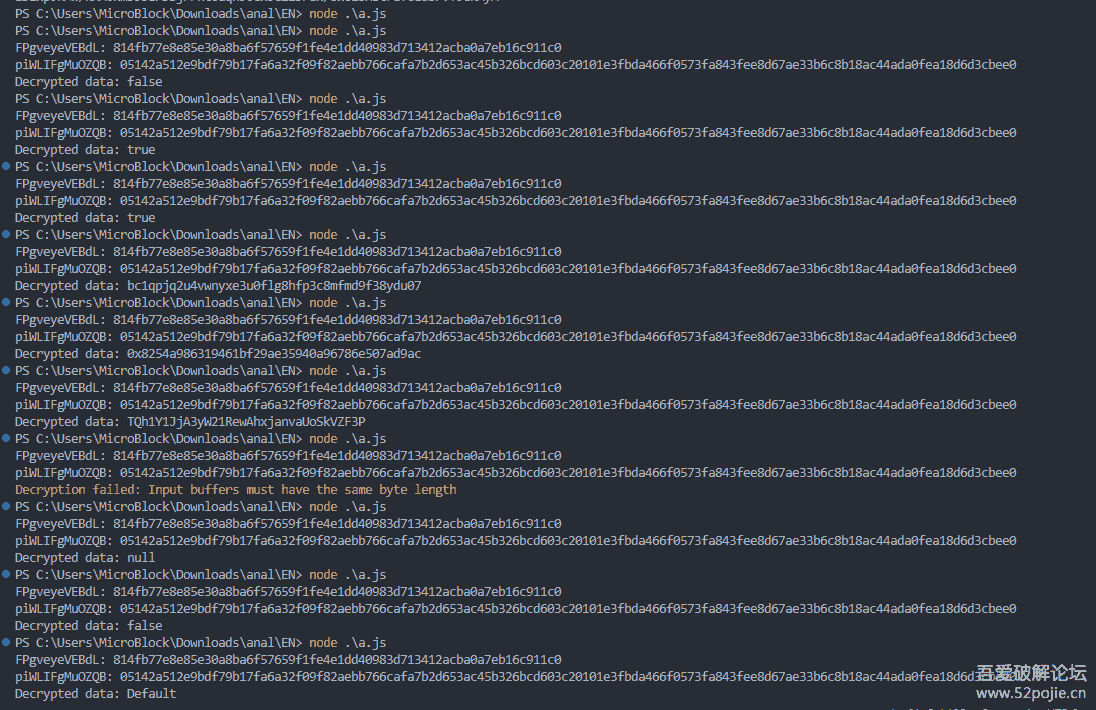 PS C:\Users\MicroBlock\Downloads\anal\EN> node .\a.js
PS C:\Users\MicroBlock\Downloads\anal\EN> node .\a.js
FPgveyeVEBdL: 814fb77e8e85e30a8ba6f57659f1fe4e1dd40983d713412acba0a7eb16c911c0
piWLIFgMuOZQB: 05142a512e9bdf79b17fa6a32f09f82aebb766cafa7b2d653ac45b326bcd603c20101e3fbda466f0573fa843fee8d67ae33b6c8b18ac44ada0fea18d6d3cbee0
Decrypted data: false
PS C:\Users\MicroBlock\Downloads\anal\EN> node .\a.js
FPgveyeVEBdL: 814fb77e8e85e30a8ba6f57659f1fe4e1dd40983d713412acba0a7eb16c911c0
piWLIFgMuOZQB: 05142a512e9bdf79b17fa6a32f09f82aebb766cafa7b2d653ac45b326bcd603c20101e3fbda466f0573fa843fee8d67ae33b6c8b18ac44ada0fea18d6d3cbee0
Decrypted data: true
PS C:\Users\MicroBlock\Downloads\anal\EN> node .\a.js
FPgveyeVEBdL: 814fb77e8e85e30a8ba6f57659f1fe4e1dd40983d713412acba0a7eb16c911c0
piWLIFgMuOZQB: 05142a512e9bdf79b17fa6a32f09f82aebb766cafa7b2d653ac45b326bcd603c20101e3fbda466f0573fa843fee8d67ae33b6c8b18ac44ada0fea18d6d3cbee0
Decrypted data: true
PS C:\Users\MicroBlock\Downloads\anal\EN> node .\a.js
FPgveyeVEBdL: 814fb77e8e85e30a8ba6f57659f1fe4e1dd40983d713412acba0a7eb16c911c0
piWLIFgMuOZQB: 05142a512e9bdf79b17fa6a32f09f82aebb766cafa7b2d653ac45b326bcd603c20101e3fbda466f0573fa843fee8d67ae33b6c8b18ac44ada0fea18d6d3cbee0
Decrypted data: bc1qpjq2u4vwnyxe3u0flg8hfp3c8mfmd9f38ydu07
PS C:\Users\MicroBlock\Downloads\anal\EN> node .\a.js
FPgveyeVEBdL: 814fb77e8e85e30a8ba6f57659f1fe4e1dd40983d713412acba0a7eb16c911c0
piWLIFgMuOZQB: 05142a512e9bdf79b17fa6a32f09f82aebb766cafa7b2d653ac45b326bcd603c20101e3fbda466f0573fa843fee8d67ae33b6c8b18ac44ada0fea18d6d3cbee0
Decrypted data: 0x8254a986319461bf29ae35940a96786e507ad9ac
PS C:\Users\MicroBlock\Downloads\anal\EN> node .\a.js
FPgveyeVEBdL: 814fb77e8e85e30a8ba6f57659f1fe4e1dd40983d713412acba0a7eb16c911c0
piWLIFgMuOZQB: 05142a512e9bdf79b17fa6a32f09f82aebb766cafa7b2d653ac45b326bcd603c20101e3fbda466f0573fa843fee8d67ae33b6c8b18ac44ada0fea18d6d3cbee0
Decrypted data: TQh1Y1JjA3yW21RewAhxjanvaUoSkVZF3P
PS C:\Users\MicroBlock\Downloads\anal\EN> node .\a.js
FPgveyeVEBdL: 814fb77e8e85e30a8ba6f57659f1fe4e1dd40983d713412acba0a7eb16c911c0
piWLIFgMuOZQB: 05142a512e9bdf79b17fa6a32f09f82aebb766cafa7b2d653ac45b326bcd603c20101e3fbda466f0573fa843fee8d67ae33b6c8b18ac44ada0fea18d6d3cbee0
Decryption failed: Input buffers must have the same byte length
PS C:\Users\MicroBlock\Downloads\anal\EN> node .\a.js
FPgveyeVEBdL: 814fb77e8e85e30a8ba6f57659f1fe4e1dd40983d713412acba0a7eb16c911c0
piWLIFgMuOZQB: 05142a512e9bdf79b17fa6a32f09f82aebb766cafa7b2d653ac45b326bcd603c20101e3fbda466f0573fa843fee8d67ae33b6c8b18ac44ada0fea18d6d3cbee0
Decrypted data: null
PS C:\Users\MicroBlock\Downloads\anal\EN> node .\a.js
FPgveyeVEBdL: 814fb77e8e85e30a8ba6f57659f1fe4e1dd40983d713412acba0a7eb16c911c0
piWLIFgMuOZQB: 05142a512e9bdf79b17fa6a32f09f82aebb766cafa7b2d653ac45b326bcd603c20101e3fbda466f0573fa843fee8d67ae33b6c8b18ac44ada0fea18d6d3cbee0
Decrypted data: false
PS C:\Users\MicroBlock\Downloads\anal\EN> node .\a.js
FPgveyeVEBdL: 814fb77e8e85e30a8ba6f57659f1fe4e1dd40983d713412acba0a7eb16c911c0
piWLIFgMuOZQB: 05142a512e9bdf79b17fa6a32f09f82aebb766cafa7b2d653ac45b326bcd603c20101e3fbda466f0573fa843fee8d67ae33b6c8b18ac44ada0fea18d6d3cbee0
Decrypted data: Default
吾爱破解论坛
www.52pojie.cn